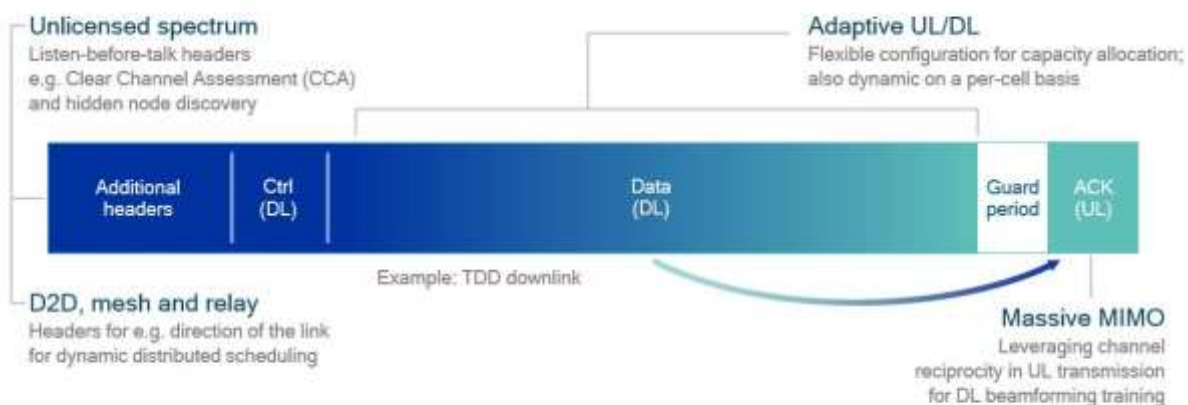 Unlicensed spectrum
Listen-before-talk headers
e.g. Clear Channel Assessment (CCA)
and hidden node discovery
Adaptive UL/DL
Flexible configuration for capacity allocation;
also dynamic on a per-cell basis
Additional
headers
Ctrl
(DL)
Data
(DL)
Guard
period
ACK
(UL)
Example: TDD downlink
D2D, mesh and relay
Headers for e.g. direction of the link
for dynamic distributed scheduling
Massive MIMO
Leveraging channel
reciprocity in UL transmission
for DL beamforming training